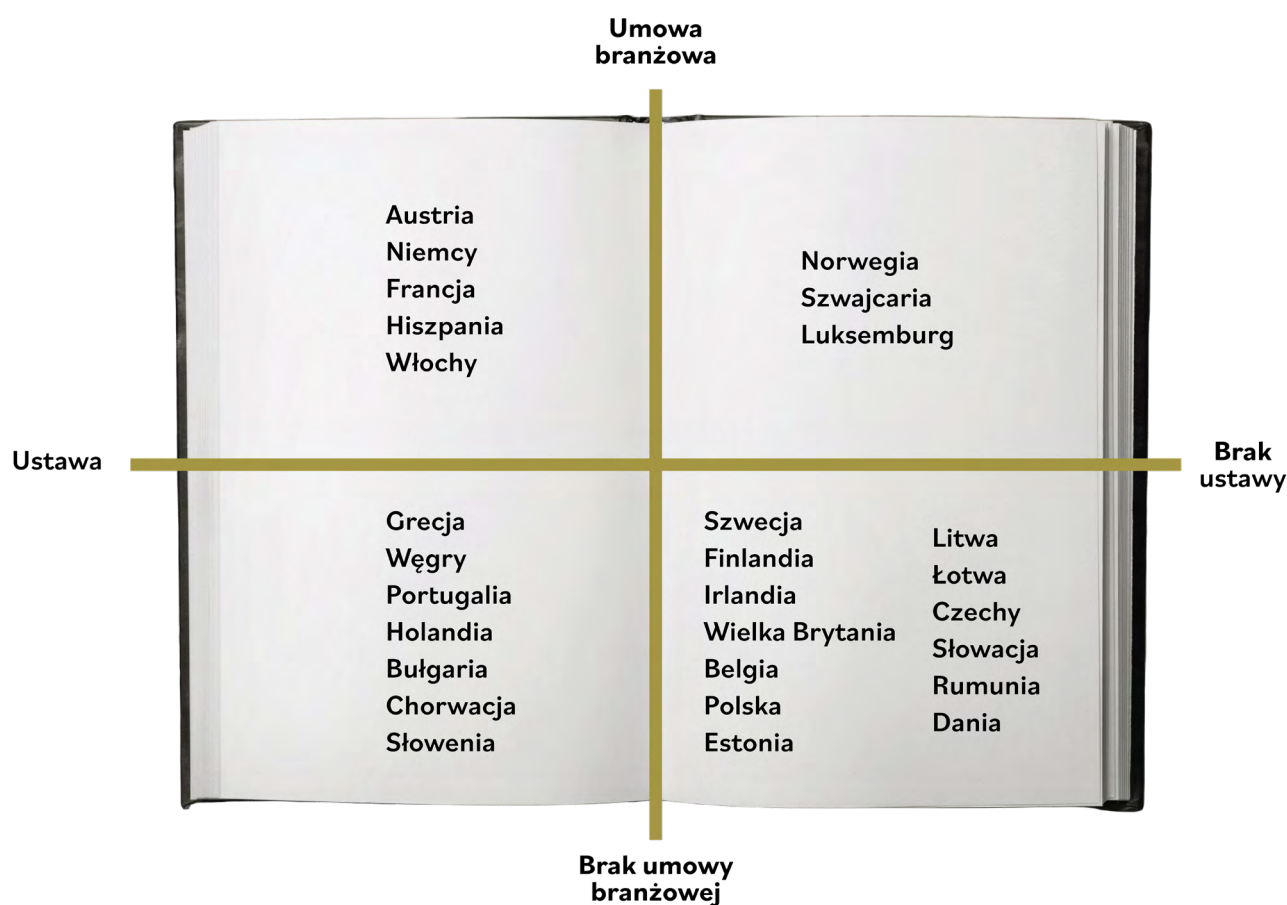 Umowa
branżowa
Austria
Niemcy
Francja
Hiszpania
Włochy
Norwegia
Szwajcaria
Luksemburg
Ustawa
Brak
ustawy
Grecja
Węgry
Portugalia
Holandia
Bułgaria
Chorwacja
Słowenia
Szwecja
Finlandia
Irlandia
Wielka Brytania
Belgia
Polska
Estonia
Litwa
Łotwa
Czechy
Słowacja
Rumunia
Dania
Brak umowy
branżowej